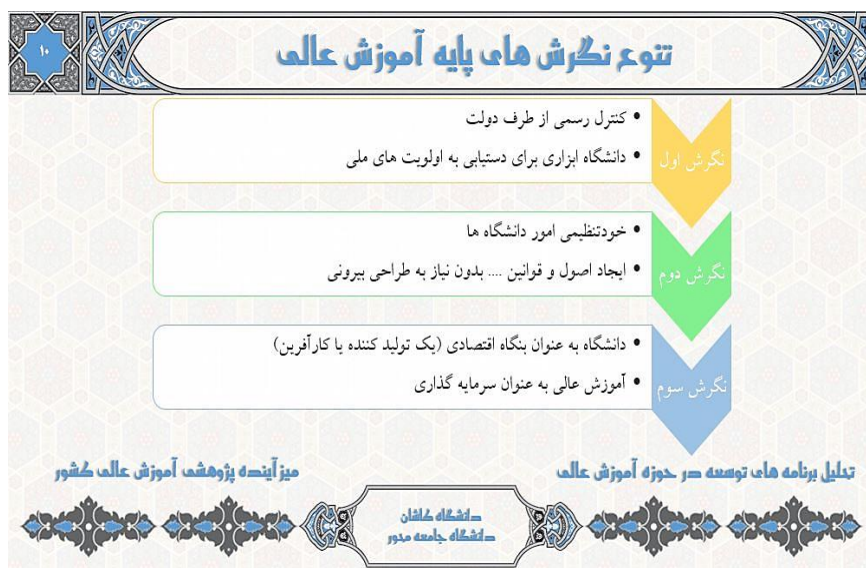 ۱۰
تنوع نگرش های پایه آموزش عالی
نگرش اول
• کنترل رسمی از طرف دولت
• دانشگاه ابزاری برای دستیابی به اولویت های ملی
نگرش دوم
• خودتنظیمی امور دانشگاه ها
• ایجاد اصول و قوانین .... بدون نیاز به طراحی بیرونی
نگرش سوم
• دانشگاه به عنوان بنگاه اقتصادی (یک تولید کننده یا کارآفرین)
• آموزش عالی به عنوان سرمایه گذاری
تحلیل برنامه های توسعه در حوزه آموزش عالی
میز آینده پژوهشی آموزش عالی کشور
دانشگاه کاشان
دانشگاه جامعه محور